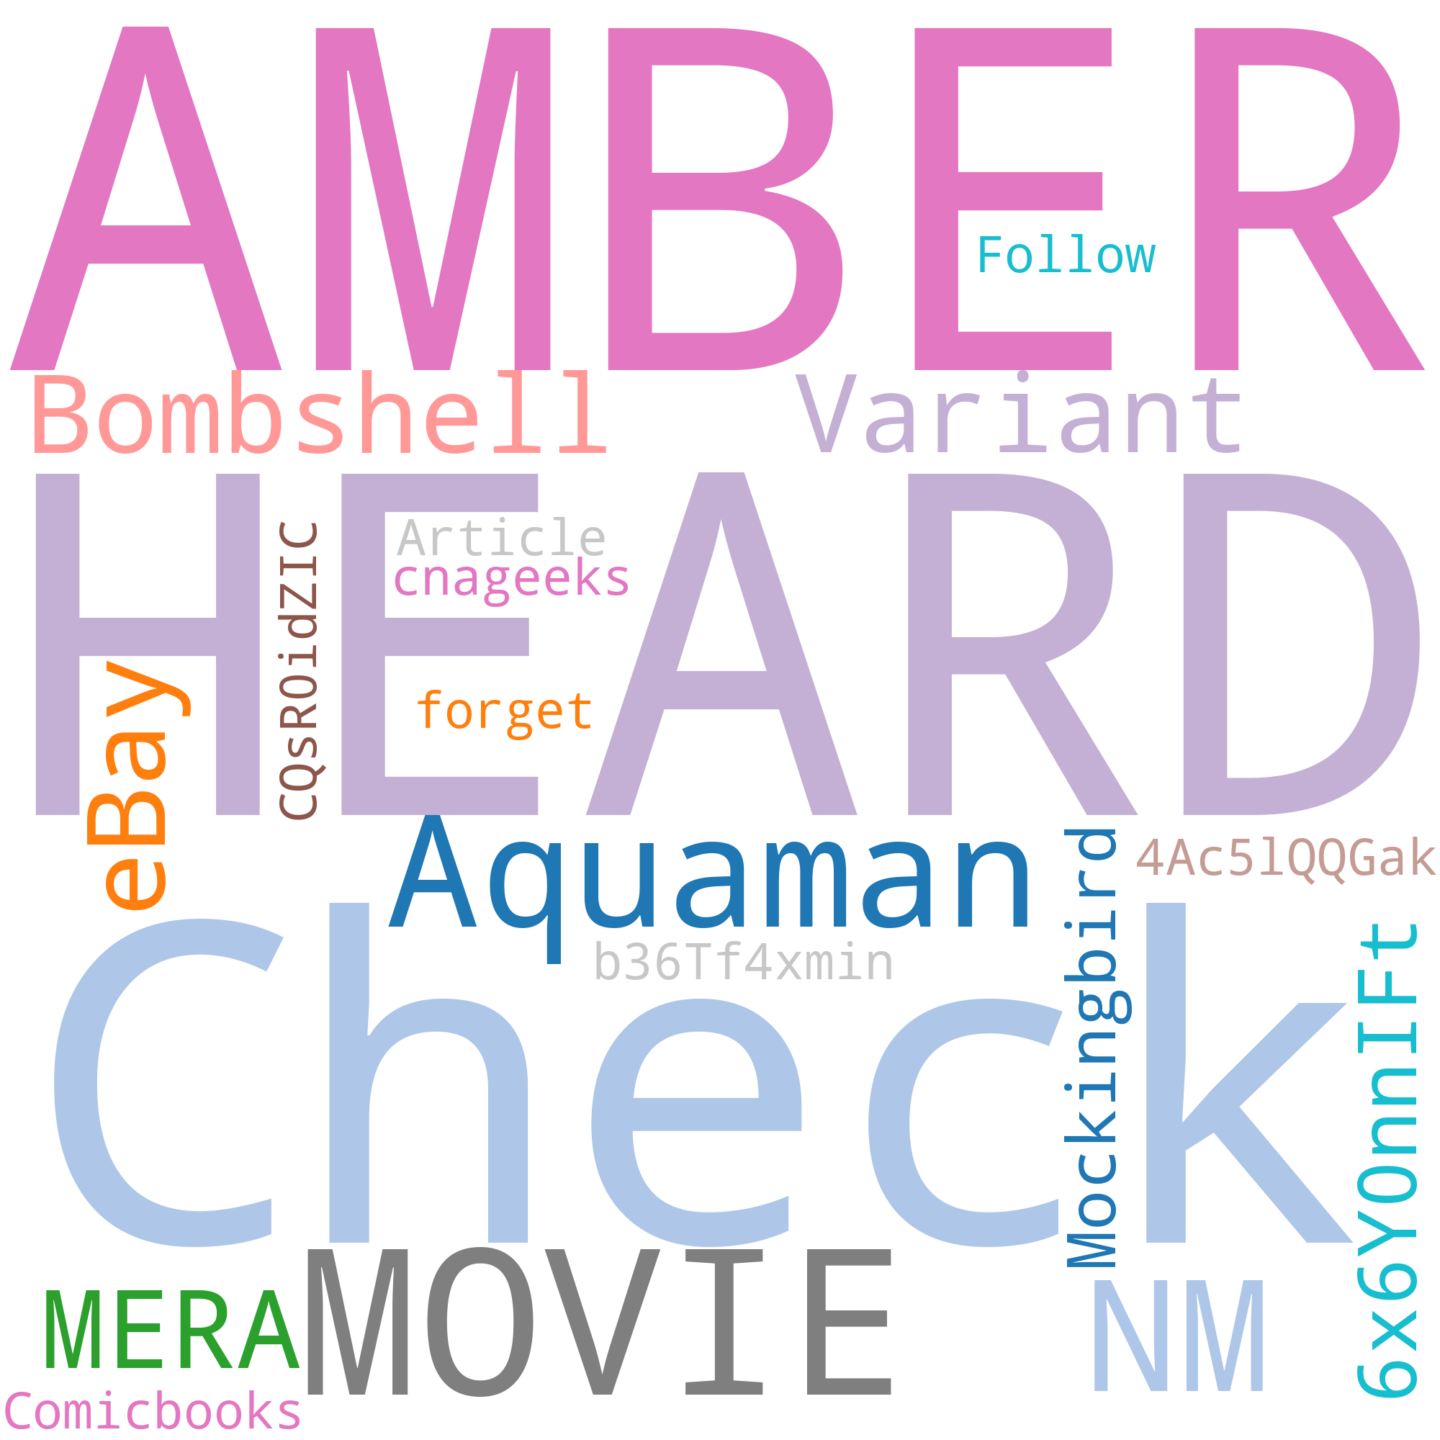 AMBER
Follow
Bombshell
Variant
HEARD
CQsROidZIC
Article
cnageeks
forget
eBay
Aquaman
Mockingbird
4Ac5lQQGak
b36Tf4xmin
Check
6x6Y0nnIFt
MOVIE
MERA
NM
Comicbooks